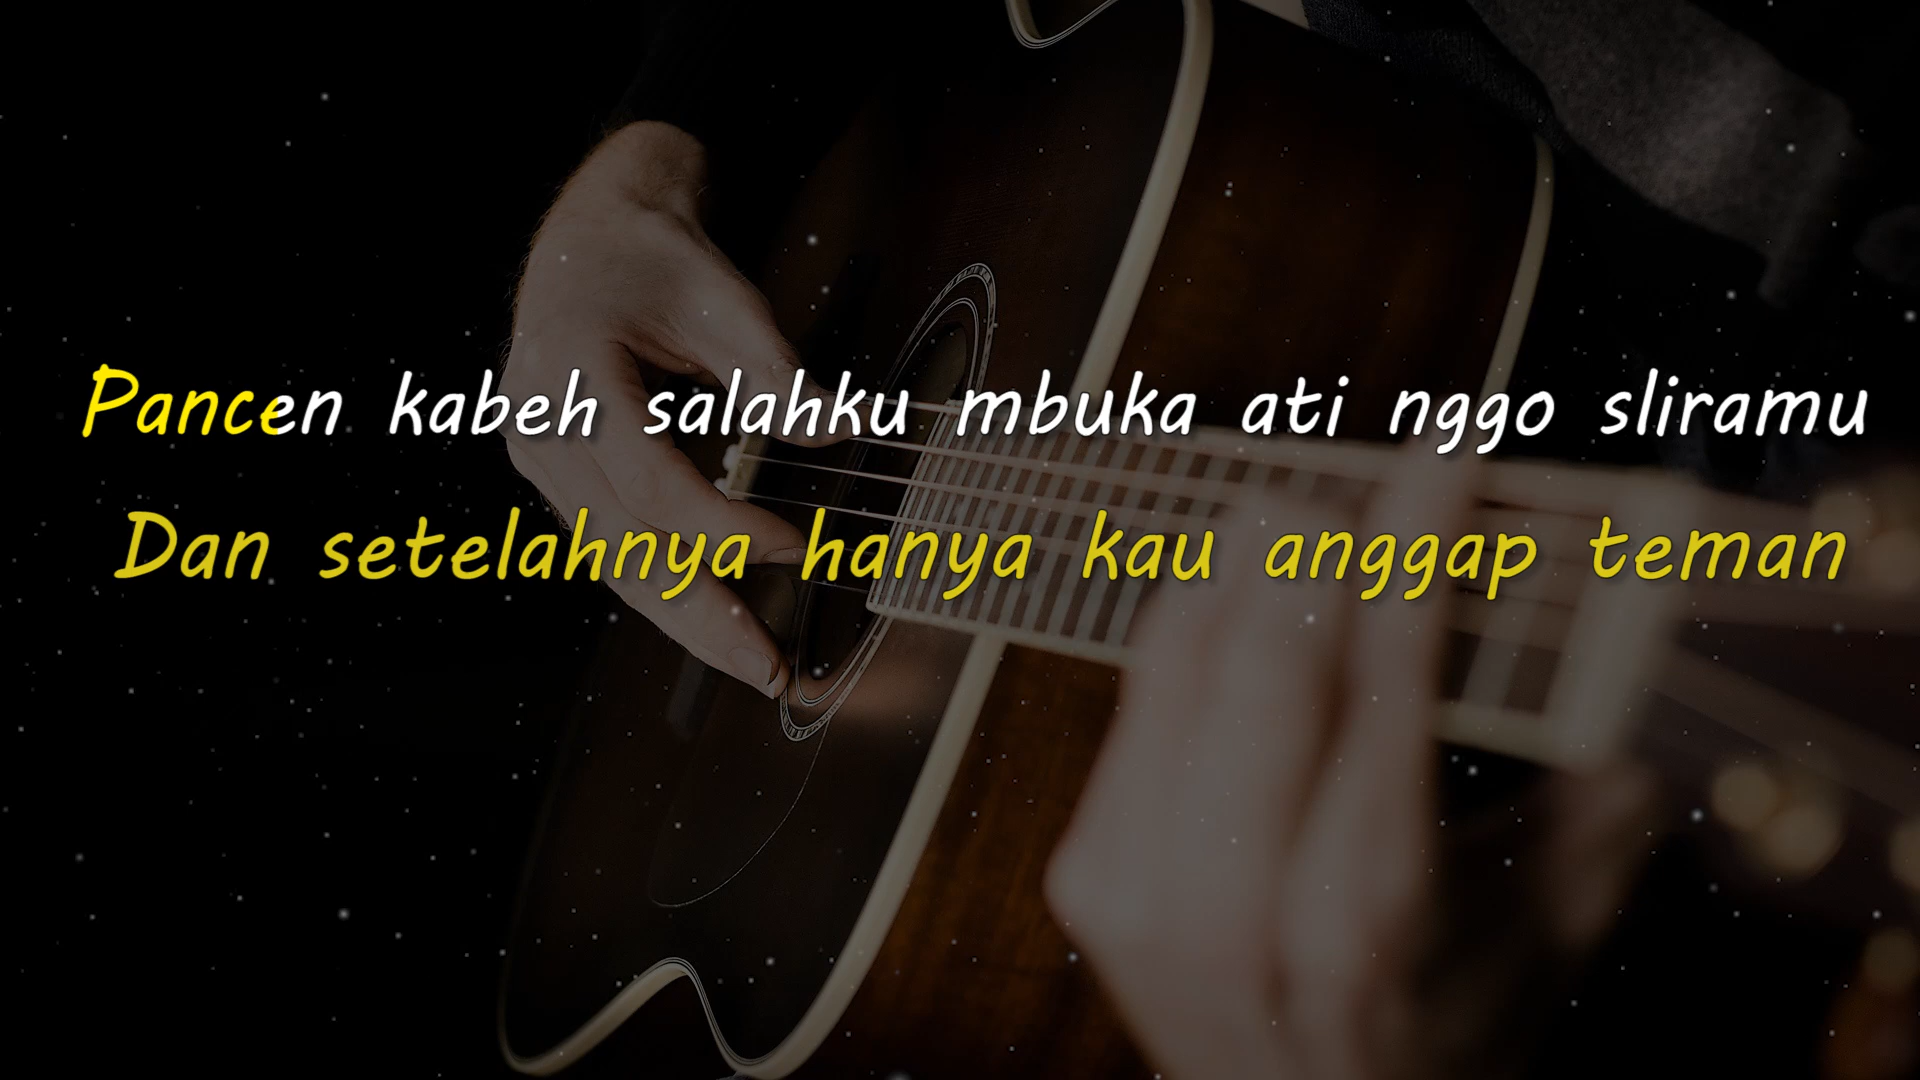 Pancen kabeh salahku mbuka ati nggo sliramu
Dan setelahnya hanya kau anggap teman